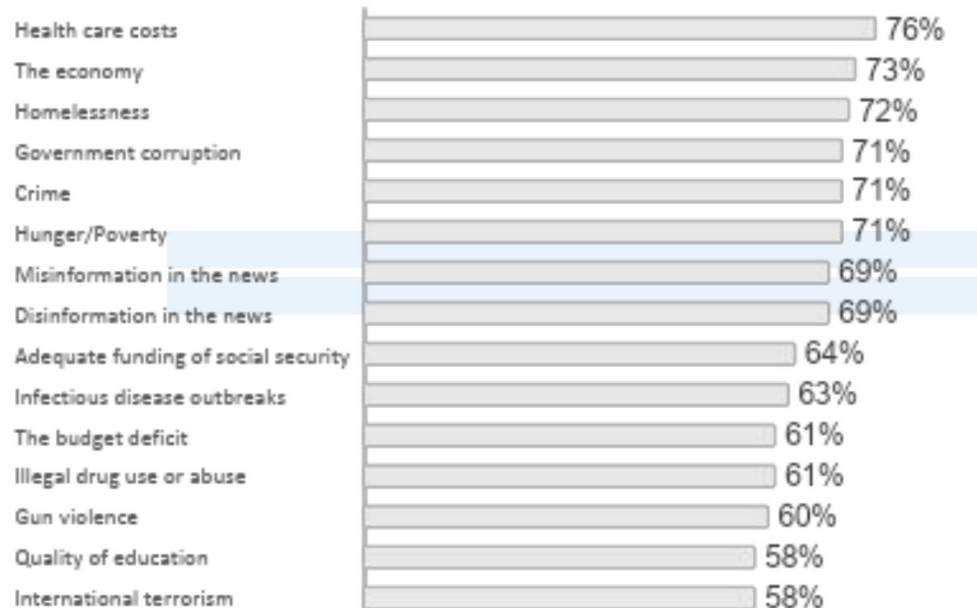 Health care costs 76%
The economy 73%
Homelessness 72%
Government corruption 71%
Crime 71%
Hunger/Poverty 71%
Misinformation in the news 69%
Disinformation in the news 69%
Adequate funding of social security 64%
Infectious disease outbreaks 63%
The budget deficit 61%
Illegal drug use or abuse 61%
Gun violence 60%
Quality of education 58%
International terrorism 58%